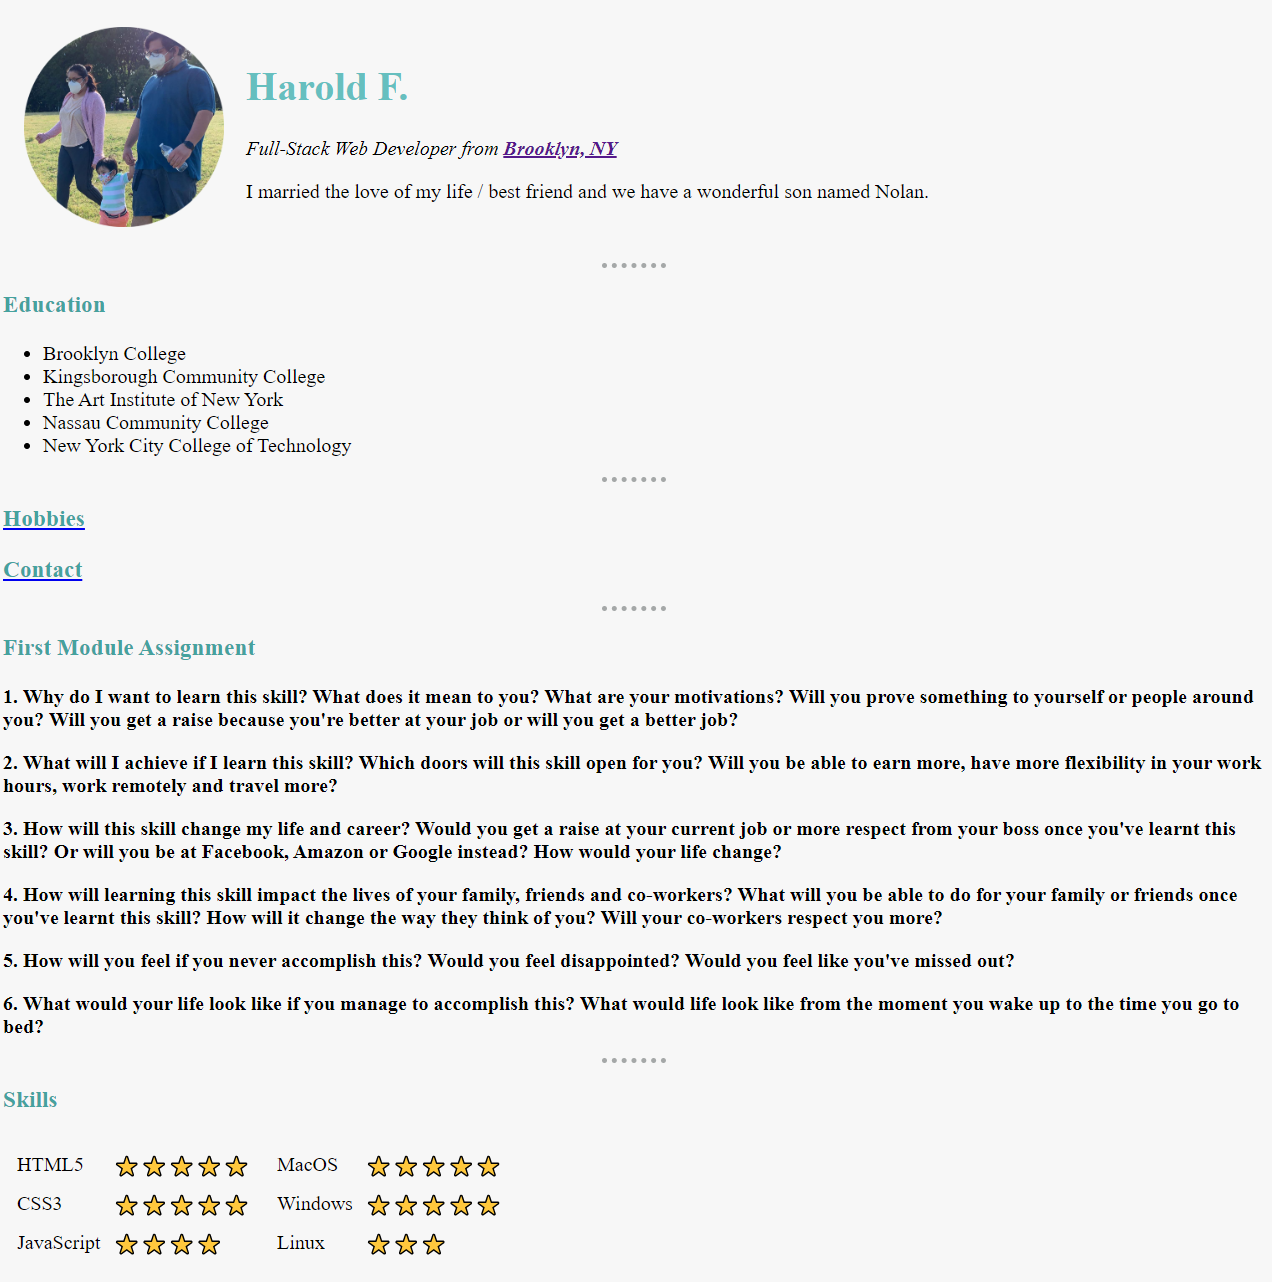 Harold F.
Full-Stack Web Developer from Brooklyn, NY
I married the love of my life / best friend and we have a wonderful son named Nolan.
Education
Brooklyn College
Kingsborough Community College
The Art Institute of New York
Nassau Community College
New York City College of Technology
Hobbies
Contact
First Module Assignment
1. Why do I want to learn this skill? What does it mean to you? What are your motivations? Will you prove something to yourself or people around
you? Will you get a raise because you're better at your job or will you get a better job?
2. What will I achieve if I learn this skill? Which doors will this skill open for you? Will you be able to earn more, have more flexibility in your work
hours, work remotely and travel more?
3. How will this skill change my life and career? Would you get a raise at your current job or more respect from your boss once you've learnt this
skill? Or will you be at Facebook, Amazon or Google instead? How would your life change?
4. How will learning this skill impact the lives of your family, friends and co-workers? What will you be able to do for your family or friends once
you've learnt this skill? How will it change the way they think of you? Will your co-workers respect you more?
5. How will you feel if you never accomplish this? Would you feel disappointed? Would you feel like you've missed out?
6. What would your life look like if you manage to accomplish this? What would life look like from the moment you wake up to the time you go to
bed?
Skills
HTML5 MacOS
CSS3 Windows
JavaScript Linux